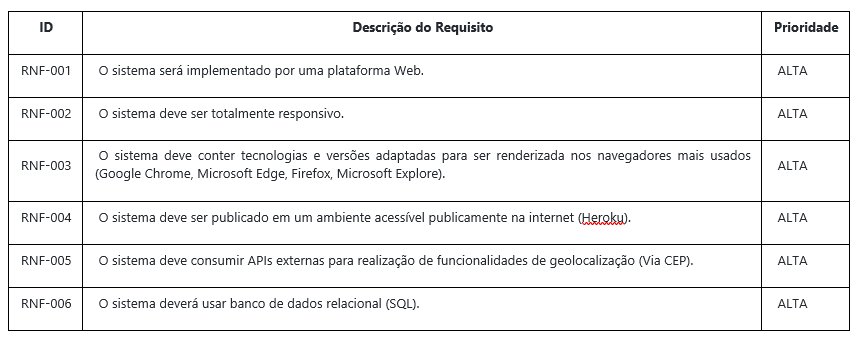 ID Descrição do Requisito Prioridade
RNF-001 O sistema será implementado por uma plataforma Web. ALTA
RNF-002 O sistema deve ser totalmente responsivo. ALTA
RNF-003 O sistema deve conter tecnologias e versões adaptadas para ser renderizada nos navegadores mais usados
(Google Chrome, Microsoft Edge, Firefox, Microsoft Explore). ALTA
RNF-004 O sistema deve ser publicado em um ambiente acessível publicamente na internet (Heroku). ALTA
RNF-005 O sistema deve consumir APIs externas para realização de funcionalidades de geolocalização (Via CEP). ALTA
RNF-006 O sistema deverá usar banco de dados relacional (SQL). ALTA